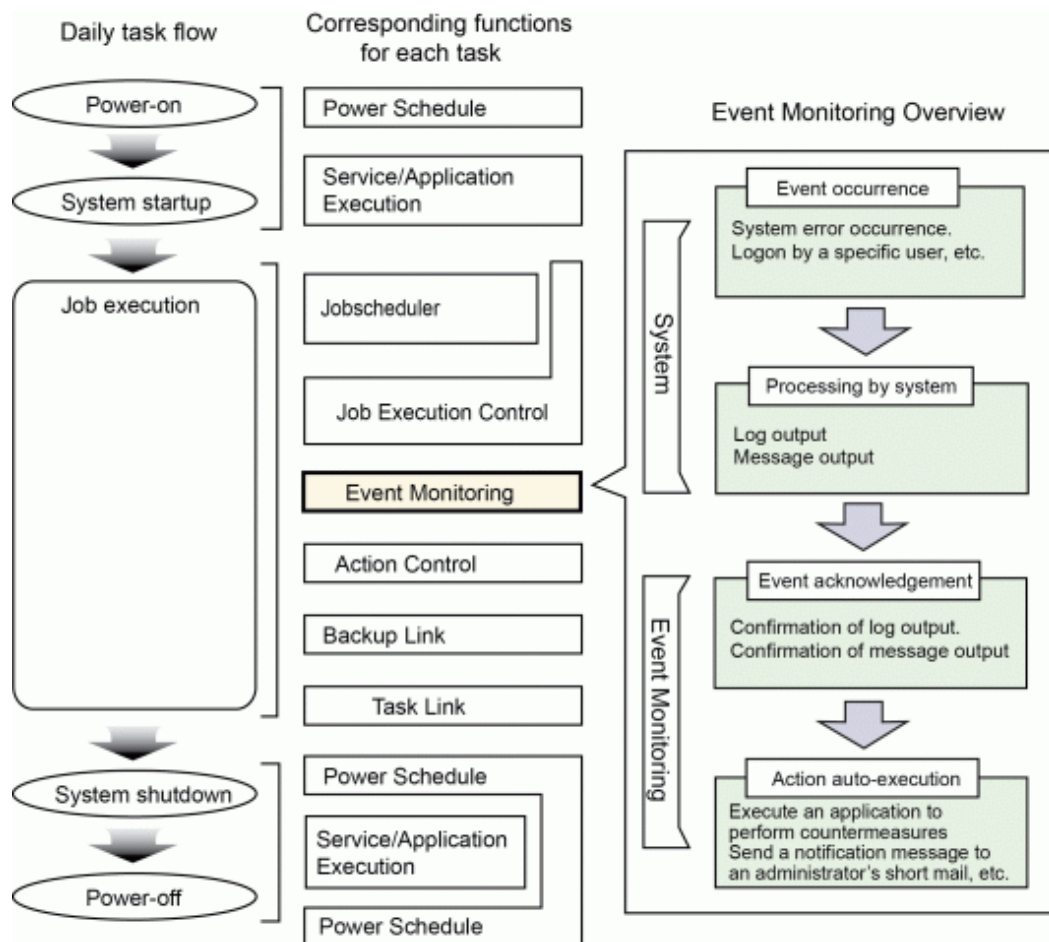 Daily task flow
Corresponding functions
for each task
Power-on
System startup
Job execution
System shutdown
Power-off
Power Schedule
Service/Application
Execution
Jobscheduler
Job Execution Control
Event Monitoring
Action Control
Backup Link
Task Link
Power Schedule
Service/Application
Execution
Power Schedule
Event Monitoring Overview
System
Event occurrence
System error occurrence.
Logon by a specific user, etc.
Processing by system
Log output
Message output
Event Monitoring
Event acknowledgement
Confirmation of log output.
Confirmation of message output
Action auto-execution
Execute an application to
perform countermeasures
Send a notification message to
an administrator's short mail, etc.